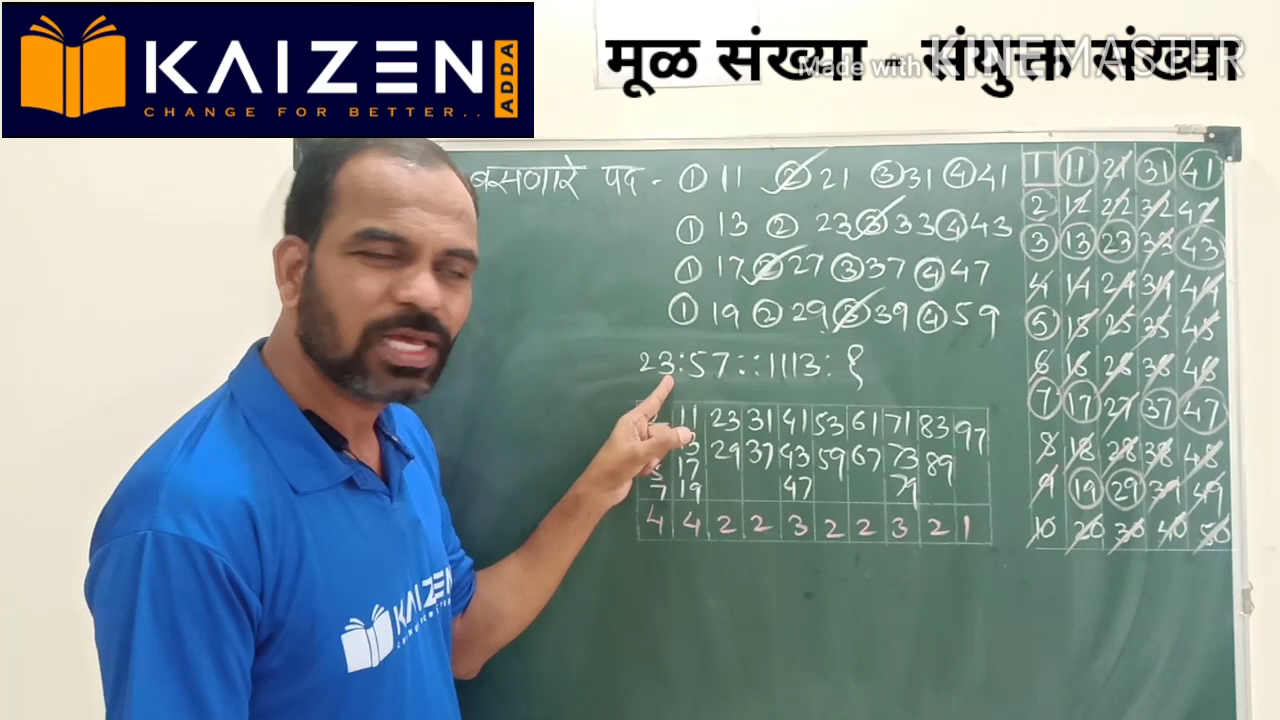 KAIZEN ADDA
CHANGE FOR BETTER..
मूळ संख्या - संयुक्त संख्या
Made with KINEMASTER
बसणारे पद - ① 11 ② 21 ③ 31 ④ 41
① 13 ② 23 ③ 33 ④ 43
① 17 ② 27 ③ 37 ④ 47
① 19 ② 29 ③ 39 ④ 59
23:57::1113:?
11 23 31 41 53 61 71 83 97
13 29 37 43 59 67 73 89
5 17 47 79
7 19
4 4 2 2 3 2 2 3 2 1
1 11 21 31 41
2 12 22 32 42
3 13 23 33 43
4 14 24 34 44
5 15 25 35 45
6 16 26 36 46
7 17 27 37 47
8 18 28 38 48
9 19 29 39 49
10 20 30 40 50
KAIZEN